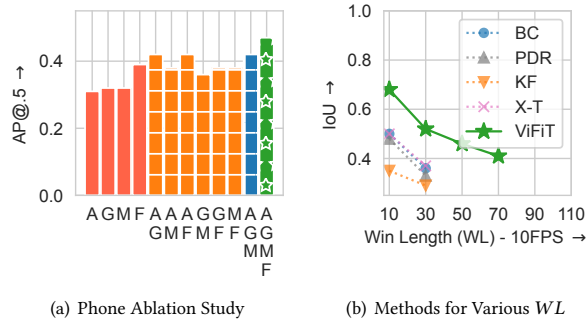 AP@.5 →
0.4
0.2
0.0
A G M F A A A G G M A A
G M F M F F G G
M M
F
(a) Phone Ablation Study
IoU →
1.0
0.8
0.6
0.4
BC
PDR
KF
X-T
ViFiT
10 30 50 70 90 110
Win Length (WL) - 10FPS →
(b) Methods for Various WL